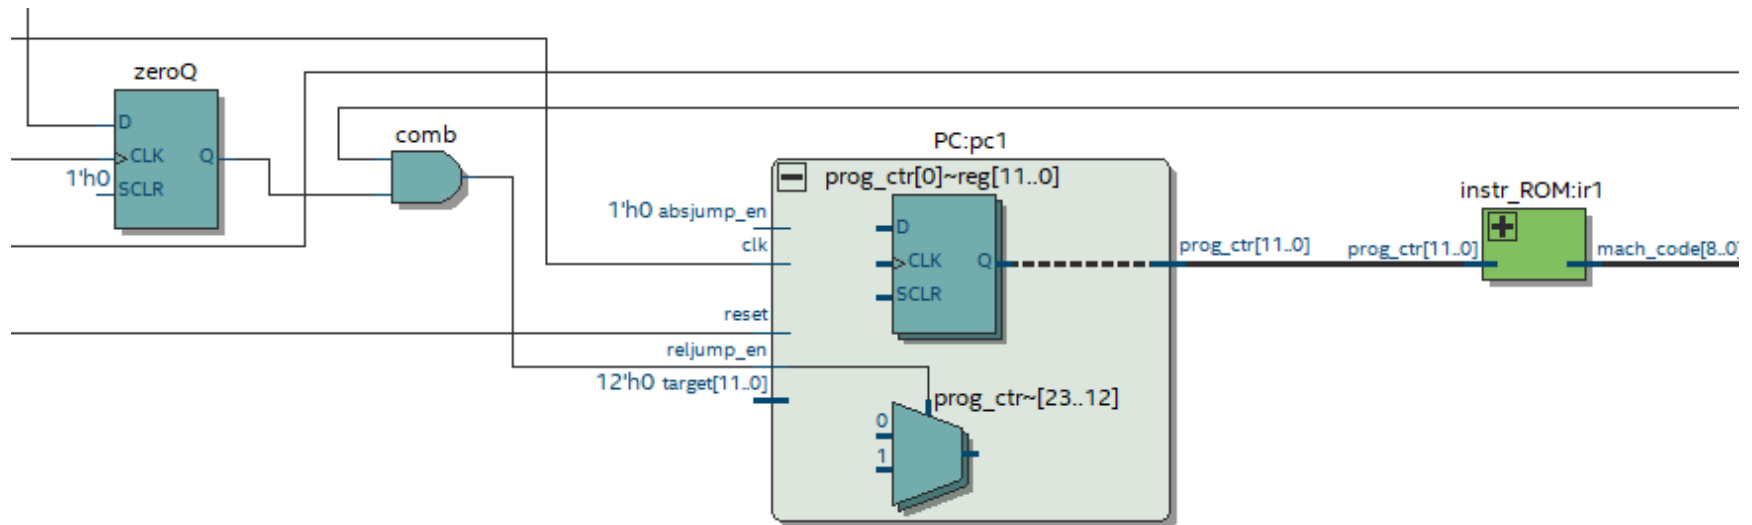 zeroQ
D
CLK
Q
1'h0
SCLR
comb
PC:pc1
prog_ctr[0]~reg[11..0]
1'h0 absjump_en
clk
reset
reljump_en
12'h0 target[11..0]
D
CLK
Q
SCLR
prog_ctr~[23..12]
0
1
prog_ctr[11..0]
prog_ctr[11..0]
instr_ROM:ir1
mach_code[8..0]